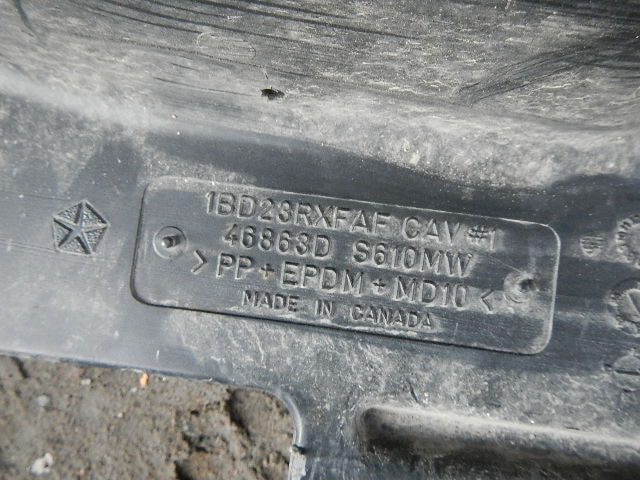 1BD23RXFAF CAV #1
46863D S610MW
>PP + EPDM + MD10<
MADE IN CANADA